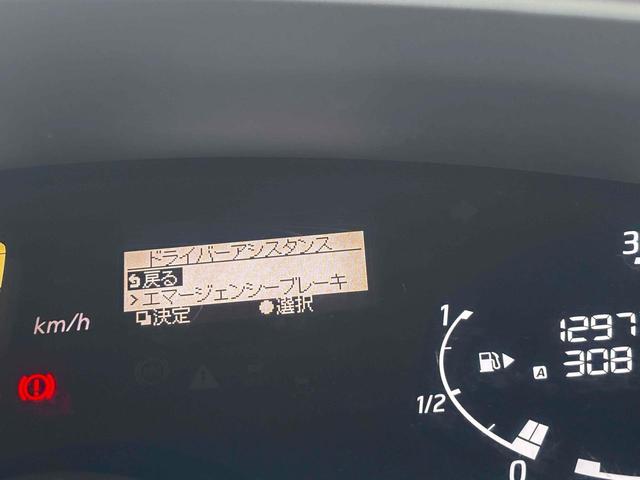 ドライバーアシスタンス
戻る
>エマージェンシーブレーキ
決定 選択
km/h
3
1
1297
A 308
1/2
0